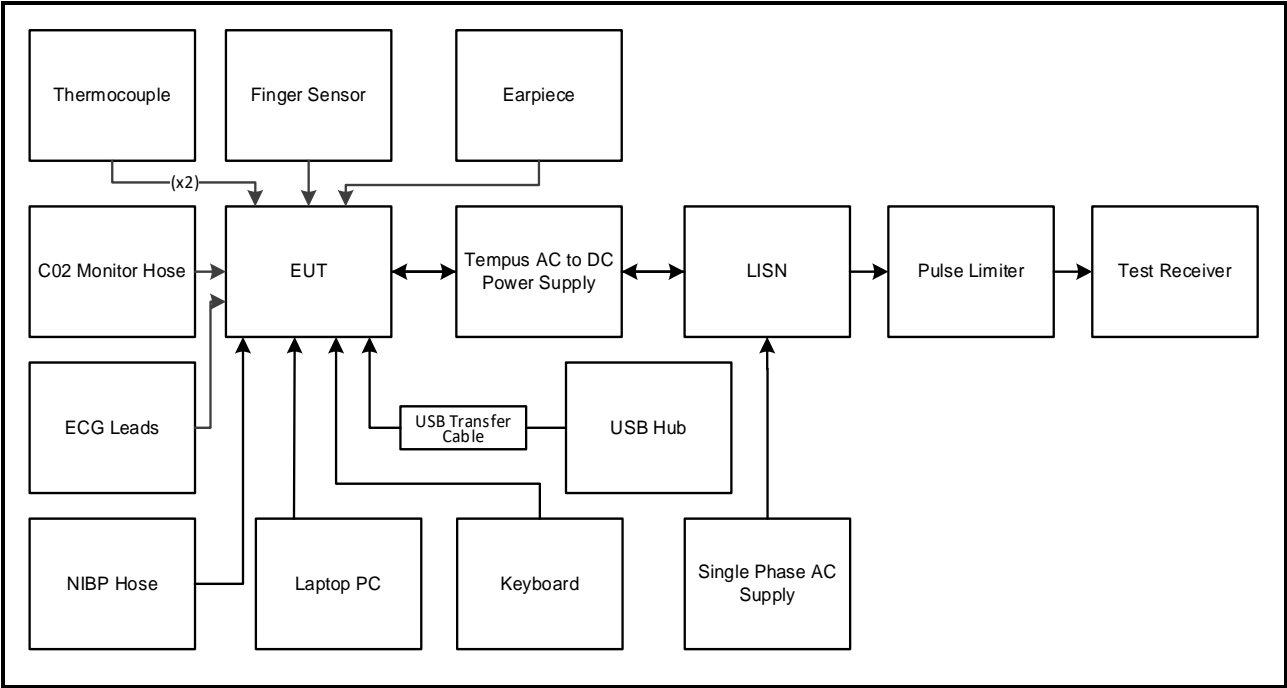 Thermocouple
Finger Sensor
Earpiece
(x2)
C02 Monitor Hose
EUT
Tempus AC to DC
Power Supply
LISN
Pulse Limiter
Test Receiver
ECG Leads
USB Transfer
Cable
USB Hub
NIBP Hose
Laptop PC
Keyboard
Single Phase AC
Supply